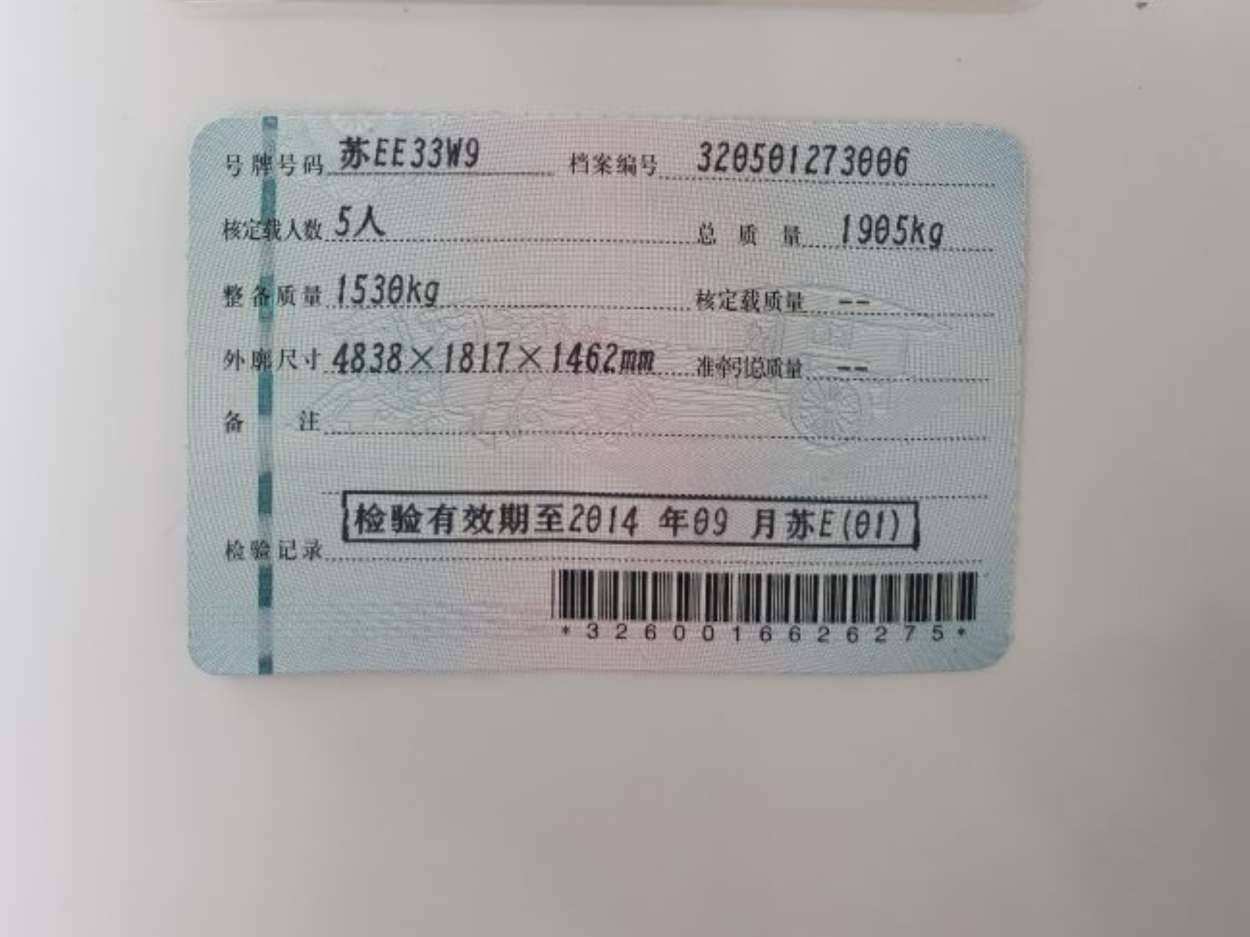 号牌号码 苏EE33W9 档案编号 320501273006
核定载人数 5人 总质量 1905kg
整备质量 1530kg 核定载质量 --
外廓尺寸 4838×1817×1462mm 准牵引总质量 --
备注
检验有效期至2014 年09 月苏E(01)
检验记录
*3260016626275*